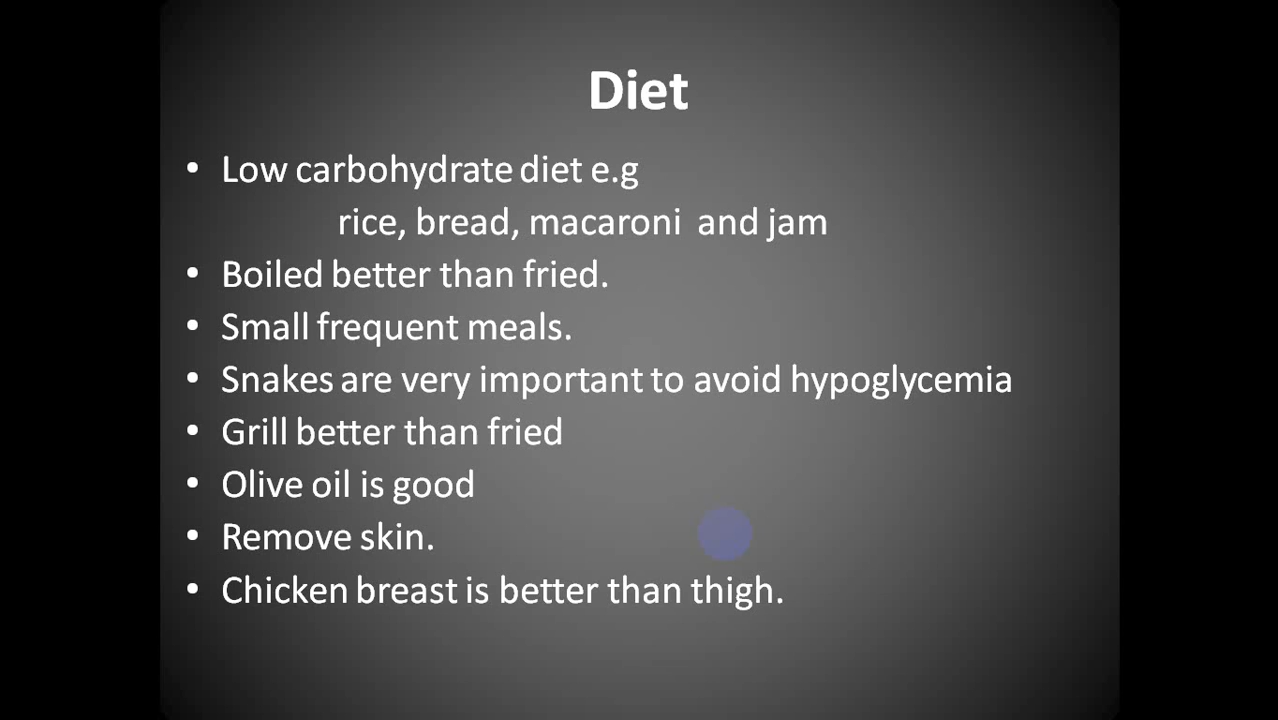 Diet
• Low carbohydrate diet e.g
rice, bread, macaroni and jam
• Boiled better than fried.
• Small frequent meals.
• Snakes are very important to avoid hypoglycemia
• Grill better than fried
• Olive oil is good
• Remove skin.
• Chicken breast is better than thigh.